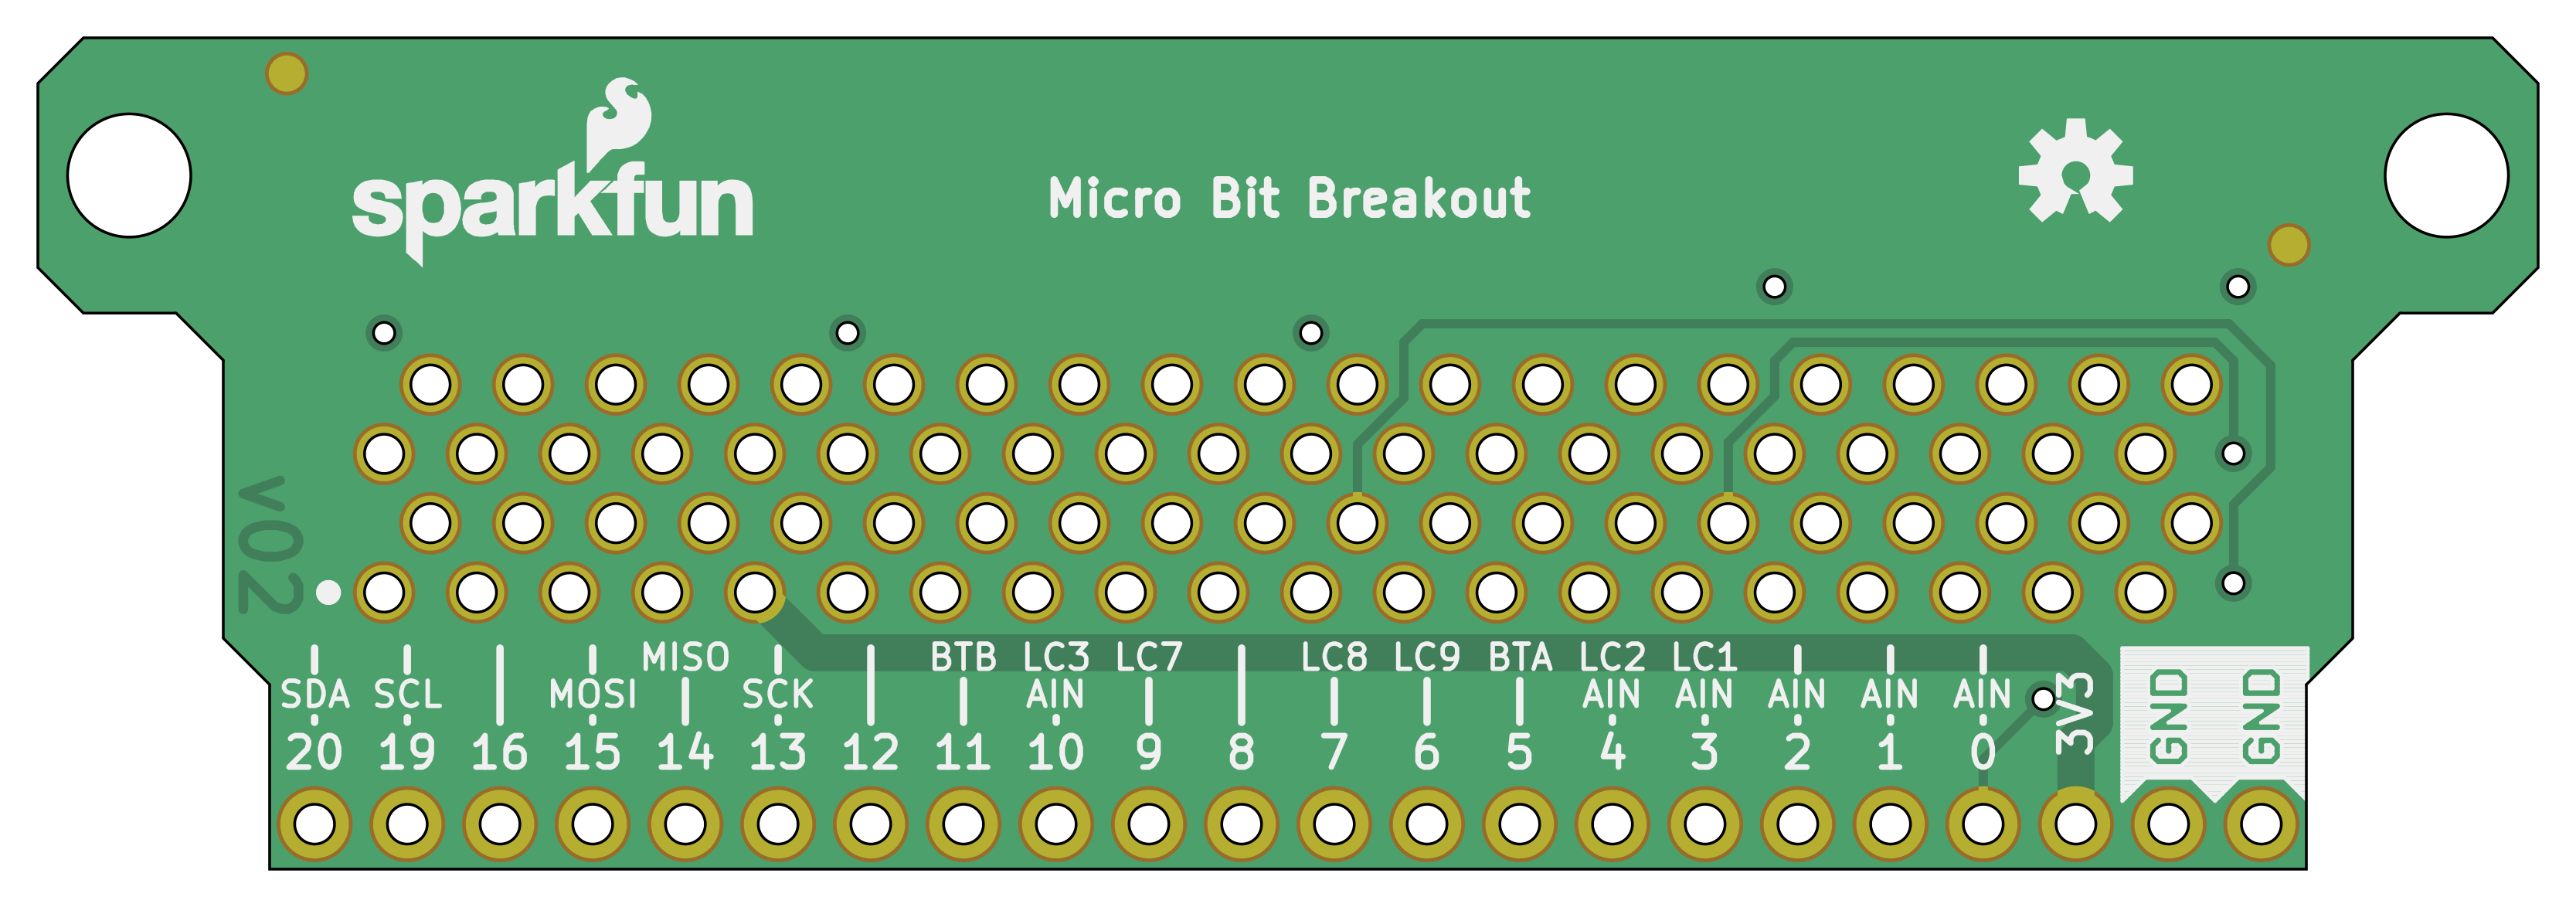 sparkfun
Micro Bit Breakout
v02
MISO BTB LC3 LC7 LC8 LC9 BTA LC2 LC1
SDA SCL MOSI SCK AIN AIN AIN AIN AIN AIN 3V3 GND GND
20 19 16 15 14 13 12 11 10 9 8 7 6 5 4 3 2 1 0